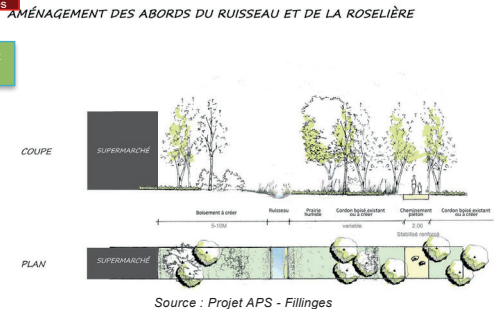 AMÉNAGEMENT DES ABORDS DU RUISSEAU ET DE LA ROSELIÈRE
COUPE
SUPERMARCHÉ
Boisement à créer
Ruisseau
Prairie humide
Cordon boisé existant ou à créer
Cheminement piéton
Cordon boisé existant ou à créer
5-10M
variable
2,00
Stabilisé renforcé
PLAN
SUPERMARCHÉ
Source : Projet APS - Fillinges